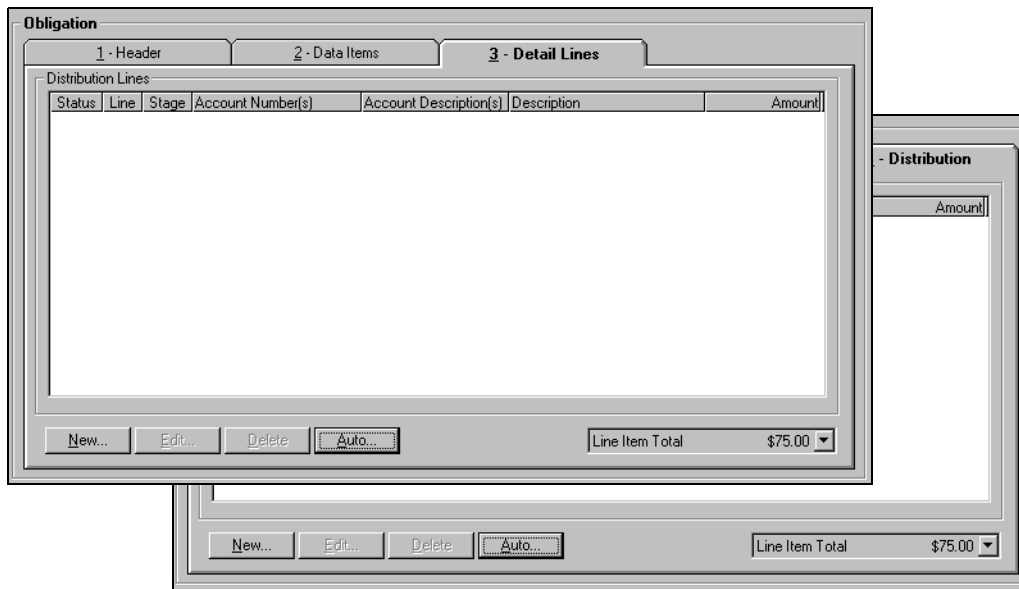 Obligation
1 - Header 2 - Data Items 3 - Detail Lines
Distribution Lines
Status Line Stage Account Number(s) Account Description(s) Description Amount
New... Edit... Delete Auto... Line Item Total $75.00
- Distribution
Amount
New... Edit... Delete Auto... Line Item Total $75.00